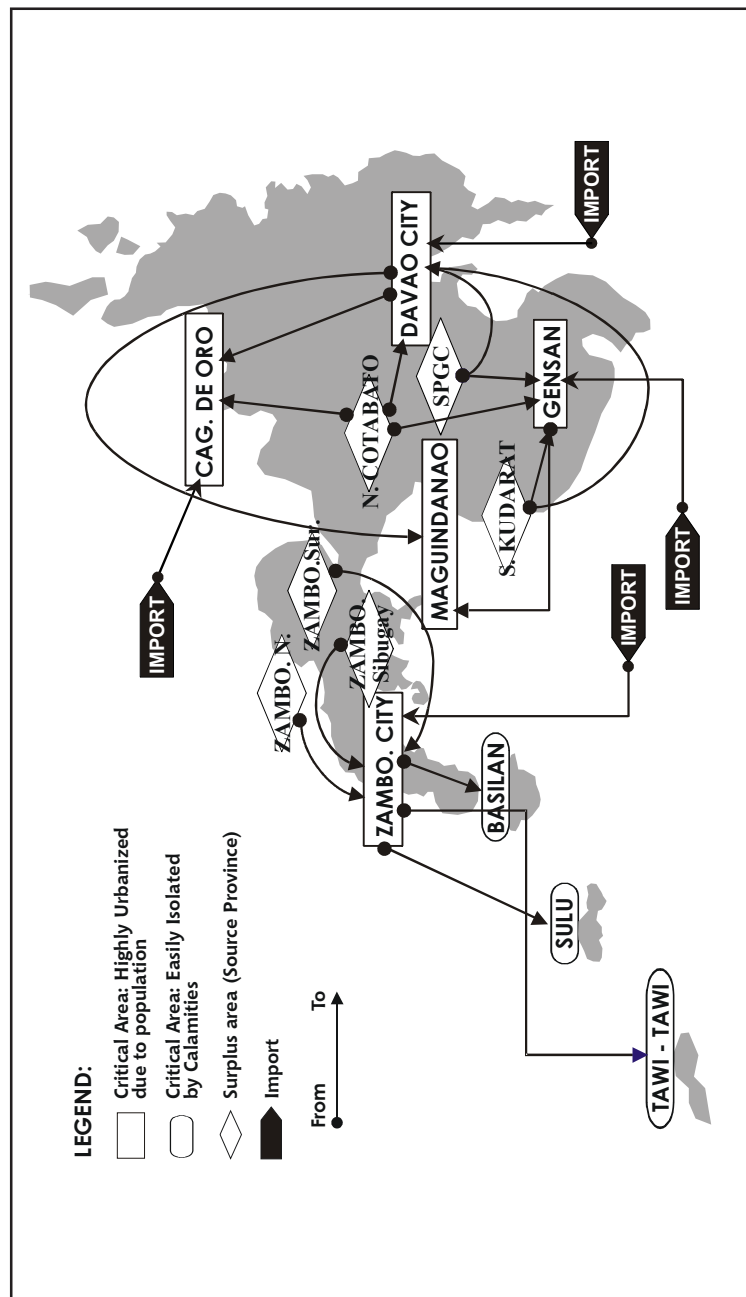 LEGEND:
Critical Area: Highly Urbanized
due to population
Critical Area: Easily Isolated
by Calamities
Surplus area (Source Province)
Import
From To
IMPORT
CAG. DE ORO
ZAMBO. N.
ZAMBO.Sur.
ZAMBO.
Sibugay
N. COTABATO
DAVAO CITY
IMPORT
ZAMBO. CITY
MAGUINDANAO
SPGC
S. KUDARAT
GENSAN
BASILAN
SULU
IMPORT
IMPORT
TAWI - TAWI